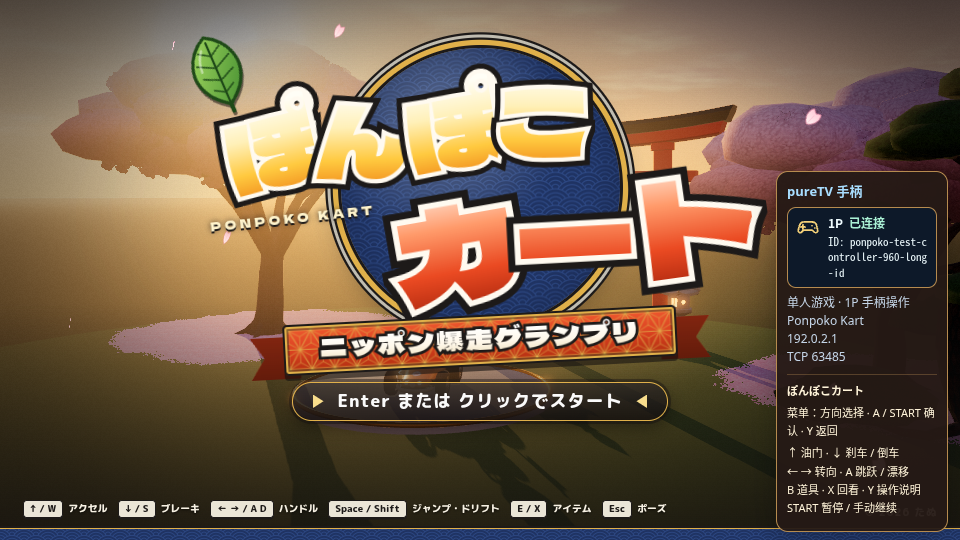 ぽんぽこ
カート
PONPOKO KART
ニッポン爆走グランプリ
Enter または クリックでスタート
↑ / W アクセル ↓ / S ブレーキ ← → / A D ハンドル Space / Shift ジャンプ・ドリフト E / X アイテム Esc ポーズ
pureTV 手柄
1P 已连接
ID: ponpoko-test-c
ontroller-960-long
-id
单人游戏 · 1P 手柄操作
Ponpoko Kart
192.0.2.1
TCP 63485
ぽんぽこカート
菜单：方向选择 · A / START 确
认 · Y 返回
↑ 油门 · ↓ 刹车 / 倒车
← → 转向 · A 跳跃 / 漂移
B 道具 · X 回看 · Y 操作说明
START 暂停 / 手动继续